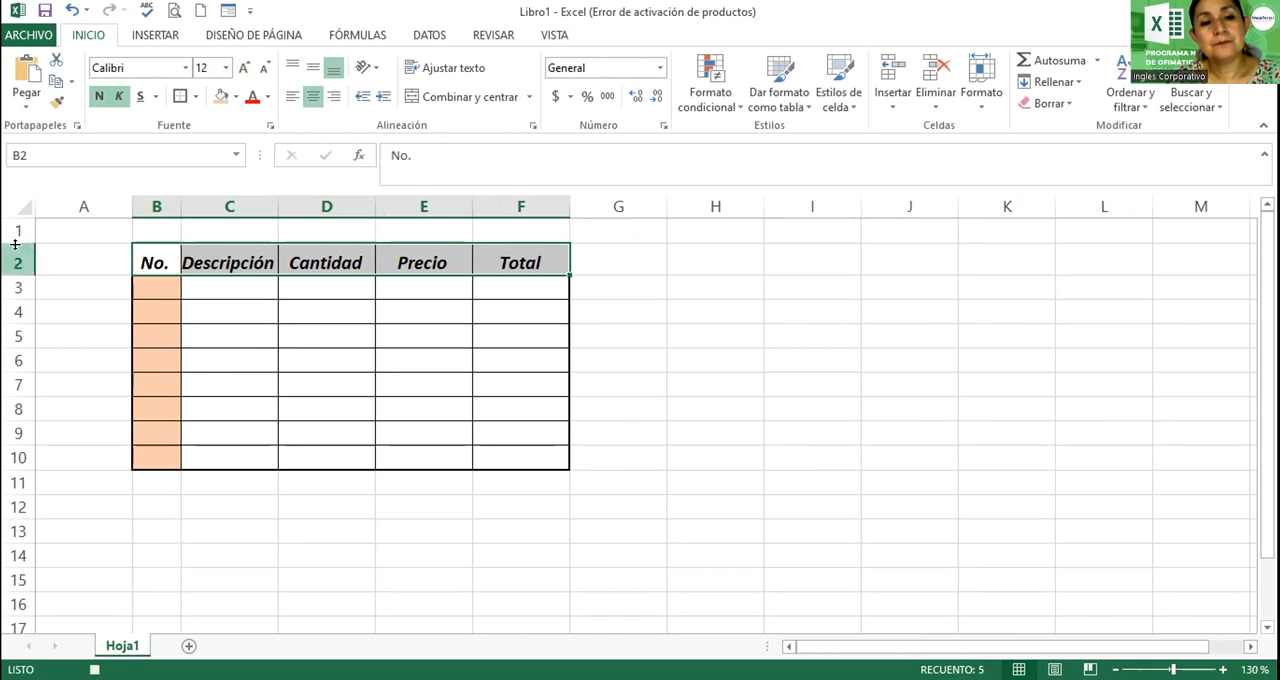 Libro1 - Excel (Error de activación de productos)
ARCHIVO INICIO INSERTAR DISEÑO DE PÁGINA FÓRMULAS DATOS REVISAR VISTA
Pegar
Calibri 12
N K S
Ajustar texto
Combinar y centrar
General
$ % 000
Formato condicional
Dar formato como tabla
Estilos de celda
Insertar Eliminar Formato
Autosuma
Rellenar
Borrar
Ordenar y filtrar
Buscar y seleccionar
Portapapeles Fuente Alineación Número Estilos Celdas Modificar
PROGRAMA N
DE OFIMATIC
Ingles Corporativo
B2 fx No.
A B C D E F G H I J K L M
1
2 No. Descripción Cantidad Precio Total
3
4
5
6
7
8
9
10
11
12
13
14
15
16
17
Hoja1
LISTO RECUENTO: 5 130 %